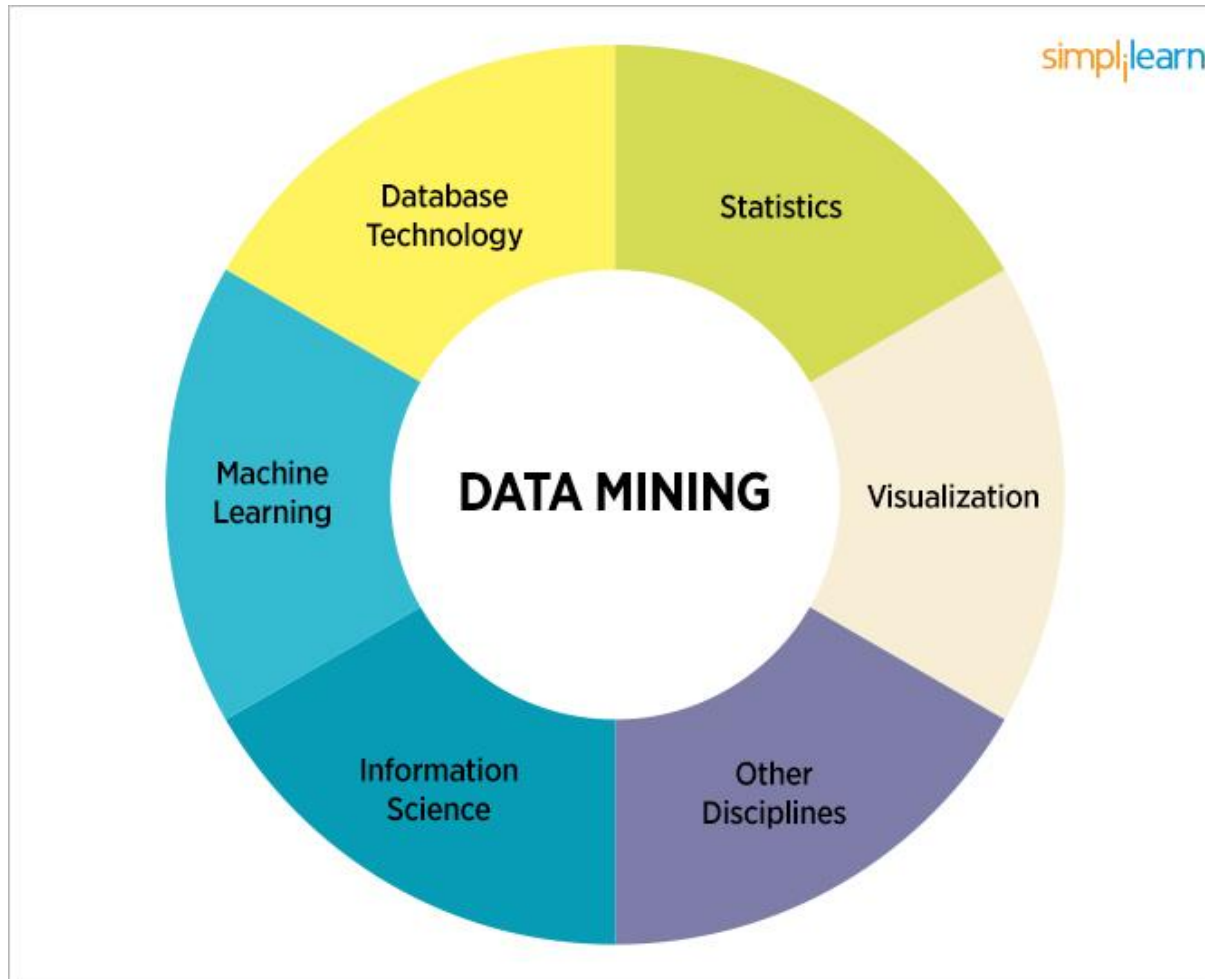 simplilearn
Database
Technology
Statistics
Machine
Learning
DATA MINING
Visualization
Information
Science
Other
Disciplines